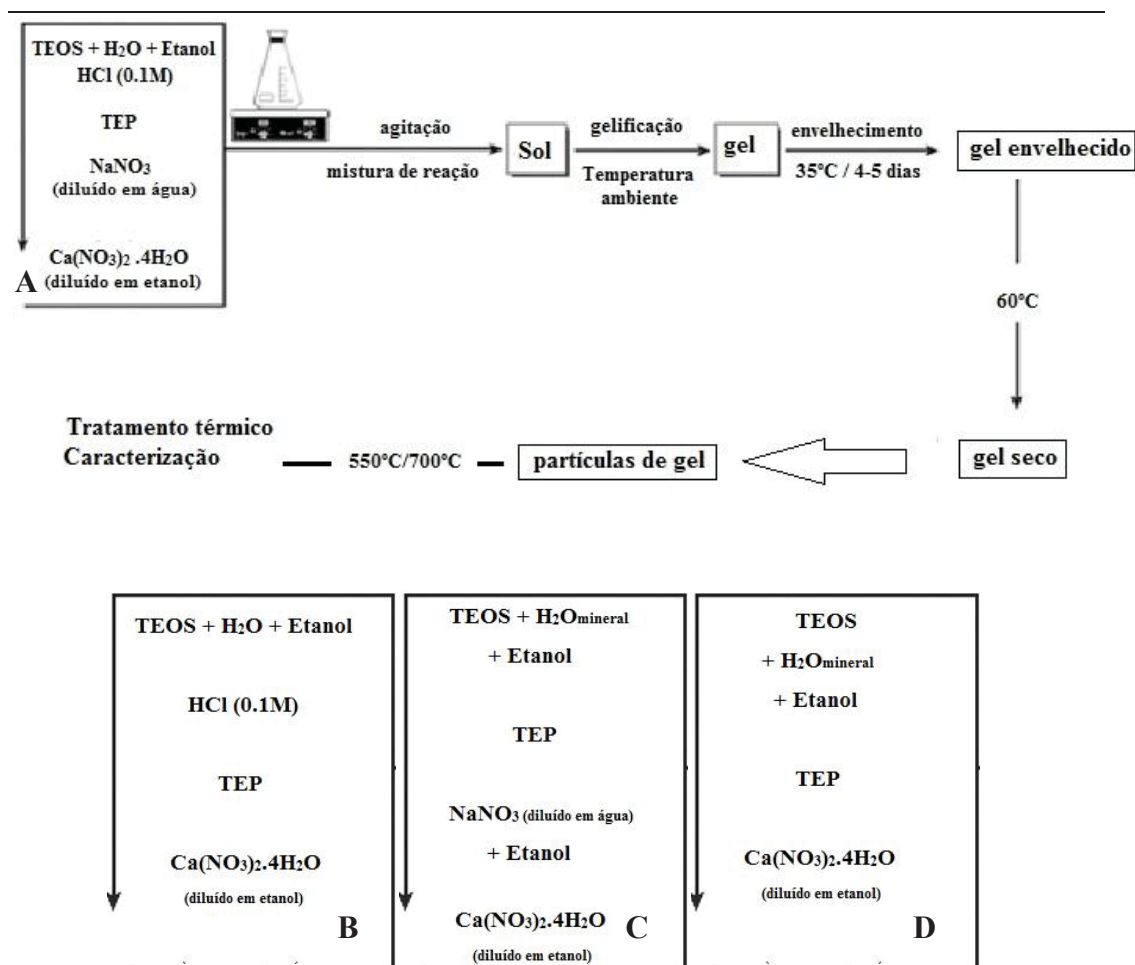 TEOS + H2O + Etanol
HCl (0.1M)
TEP
NaNO3
(diluído em água)
Ca(NO3)2 .4H2O
(diluído em etanol)
A
agitação
mistura de reação
Sol
gelificação
Temperatura
ambiente
gel
envelhecimento
35ºC / 4-5 dias
gel envelhecido
60ºC
gel seco
partículas de gel
550ºC/700ºC
Tratamento térmico
Caracterização
TEOS + H2O + Etanol
HCl (0.1M)
TEP
Ca(NO3)2.4H2O
(diluído em etanol)
B
TEOS + H2Omineral
+ Etanol
TEP
NaNO3 (diluído em água)
+ Etanol
Ca(NO3)2.4H2O
(diluído em etanol)
C
TEOS
+ H2Omineral
+ Etanol
TEP
Ca(NO3)2.4H2O
(diluído em etanol)
D